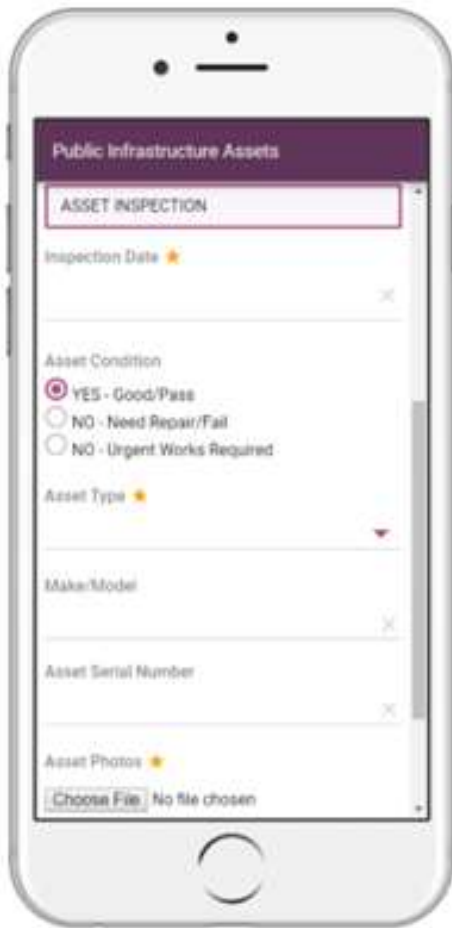 Public Infrastructure Assets
ASSET INSPECTION
Inspection Date
Asset Condition
YES - Good/Pass
NO - Need Repair/Fail
NO - Urgent Works Required
Asset Type
Make/Model
Asset Serial Number
Asset Photos
Choose File No file chosen